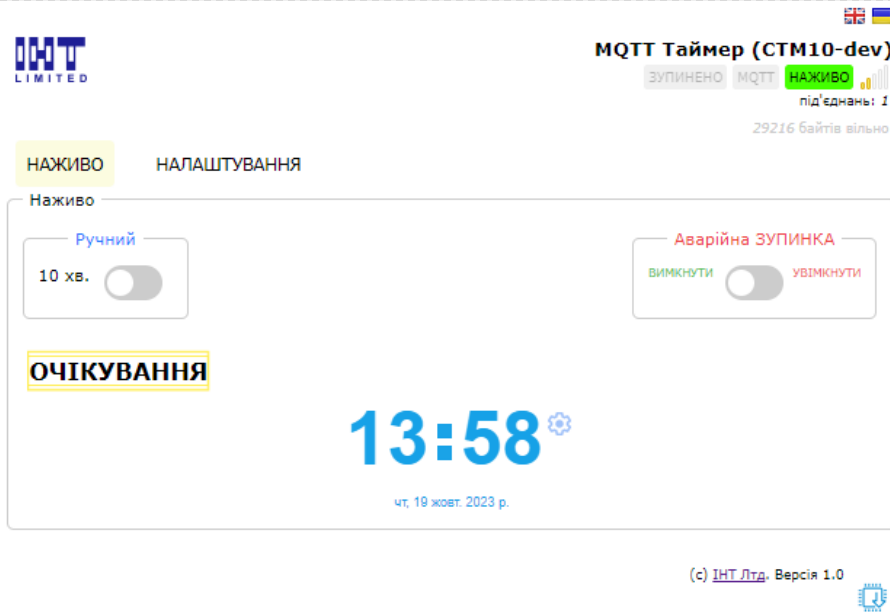 ІНТ
LIMITED
MQTT Таймер (CTM10-dev)
ЗУПИНЕНО MQTT НАЖИВО
під'єднань: 1
29216 байтів вільно
НАЖИВО НАЛАШТУВАННЯ
Наживо
Ручний
10 хв.
Аварійна ЗУПИНКА
ВИМКНУТИ УВІМКНУТИ
ОЧІКУВАННЯ
13:58
чт, 19 жовт. 2023 р.
(c) ІНТ Лтд. Версія 1.0